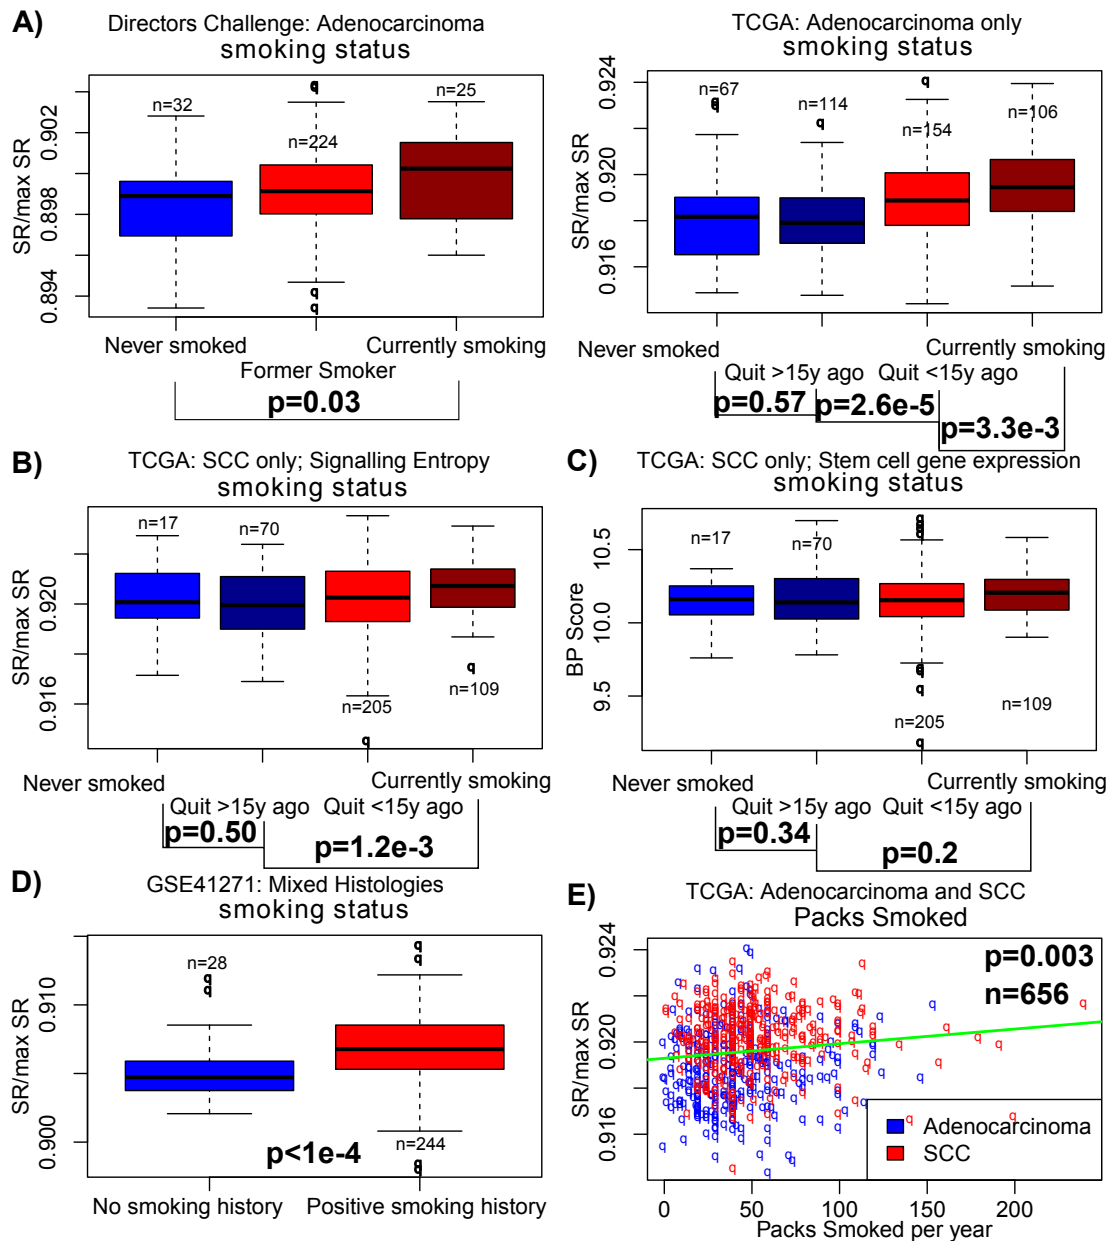 A)
Directors Challenge: Adenocarcinoma
smoking status
SR/max SR
0.902
0.898
0.894
n=32
n=224
n=25
q
q
q
Never smoked
Currently smoking
Former Smoker
p=0.03
TCGA: Adenocarcinoma only
smoking status
SR/max SR
0.924
0.920
0.916
n=67
n=114
n=154
n=106
q
q
q
Never smoked
Currently smoking
Quit >15y ago
Quit <15y ago
p=0.57
p=2.6e-5
p=3.3e-3
B)
TCGA: SCC only; Signalling Entropy
smoking status
SR/max SR
0.920
0.916
n=17
n=70
n=205
n=109
q
q
Never smoked
Currently smoking
Quit >15y ago
Quit <15y ago
p=0.50
p=1.2e-3
C)
TCGA: SCC only; Stem cell gene expression
smoking status
BP Score
10.5
10.0
9.5
n=17
n=70
n=205
n=109
q
q
q
q
Never smoked
Currently smoking
Quit >15y ago
Quit <15y ago
p=0.34
p=0.2
D)
GSE41271: Mixed Histologies
smoking status
SR/max SR
0.910
0.900
n=28
n=244
q
q
q
q
q
p<1e-4
No smoking history
Positive smoking history
E)
TCGA: Adenocarcinoma and SCC
Packs Smoked
SR/max SR
0.924
0.920
0.916
p=0.003
n=656
Adenocarcinoma
SCC
0
50
100
150
200
Packs Smoked per year